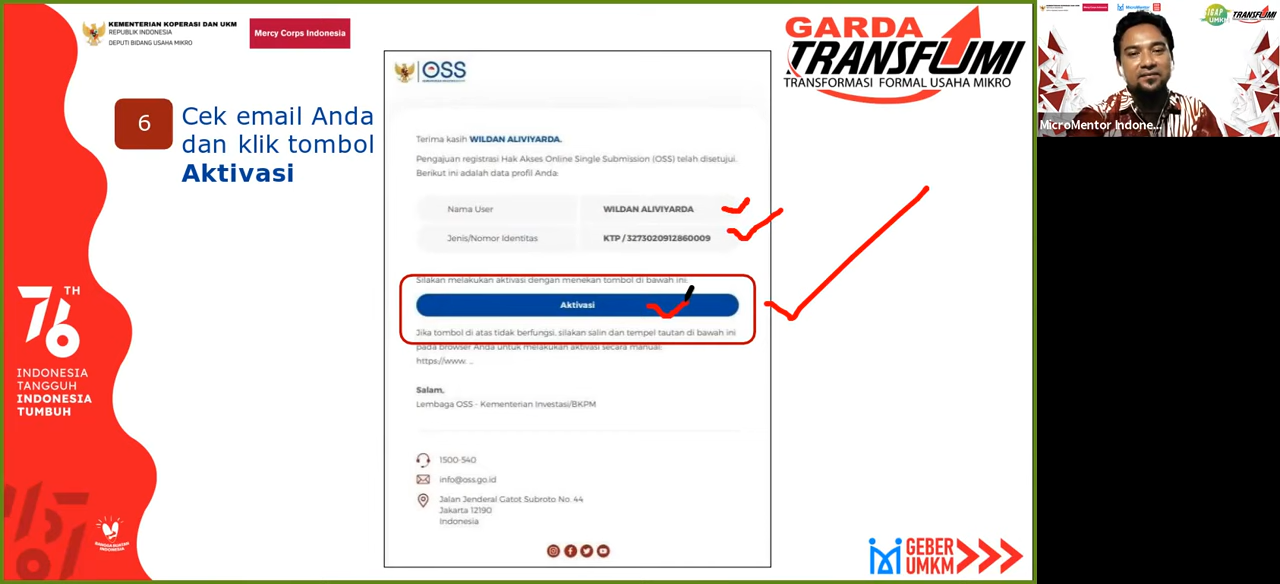 KEMENTERIAN KOPERASI DAN UKM
REPUBLIK INDONESIA
DEPUTI BIDANG USAHA MIKRO
Mercy Corps Indonesia
GARDA
TRANSFUMI
TRANSFORMASI FORMAL USAHA MIKRO
6
Cek email Anda
dan klik tombol
Aktivasi
OSS
Terima kasih WILDAN ALIVIYARDA.
Pengajuan registrasi Hak Akses Online Single Submission (OSS) telah disetujui.
Berikut ini adalah data profil Anda:
Nama User WILDAN ALIVIYARDA
Jenis/Nomor Identitas KTP / 3273020912860009
Silakan melakukan aktivasi dengan menekan tombol di bawah ini:
Aktivasi
Jika tombol di atas tidak berfungsi, silakan salin dan tempel tautan di bawah ini
pada browser Anda untuk melakukan aktivasi secara manual:
https://www. ...
Salam,
Lembaga OSS - Kementerian Investasi/BKPM
1500-540
info@oss.go.id
Jalan Jenderal Gatot Subroto No. 44
Jakarta 12190
Indonesia
76TH
INDONESIA
TANGGUH
INDONESIA
TUMBUH
BANGGA BUATAN
INDONESIA
GEBER
UMKM
MicroMentor
TRANSFUMI
MicroMentor Indone...